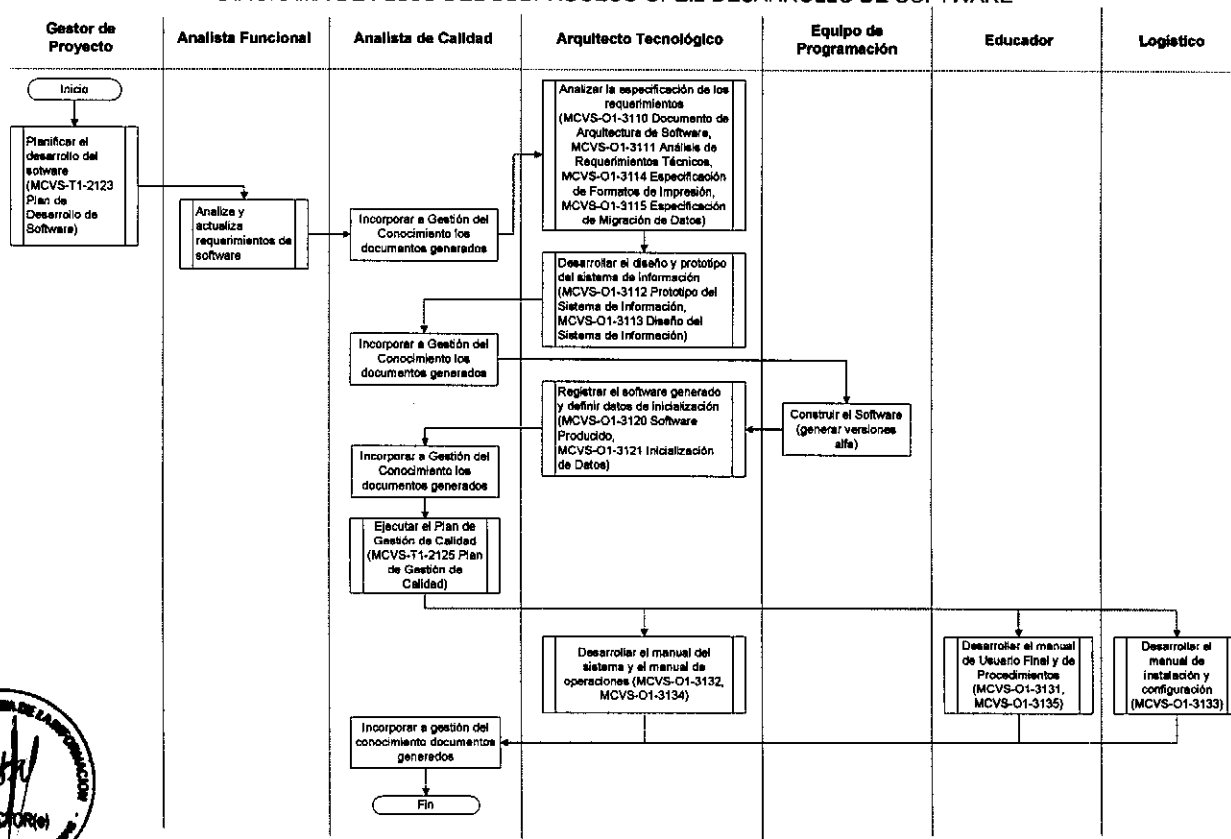 Gestor de
Proyecto
Analista Funcional
Analista de Calidad
Arquitecto Tecnológico
Equipo de
Programación
Educador
Logístico
Inicio
Planificar el
desarrollo del
sotware
(MCVS-T1-2123
Plan de
Desarrollo de
Software)
Analiza y
actualiza
requerimientos de
software
Incorporar a Gestión del
Conocimiento los
documentos generados
Analizar la especificación de los
requerimientos
(MCVS-O1-3110 Documento de
Arquitectura de Software,
MCVS-O1-3111 Análisis de
Requerimientos Técnicos,
MCVS-O1-3114 Especificación
de Formatos de Impresión,
MCVS-O1-3115 Especificación
de Migración de Datos)
Desarrollar el diseño y prototipo
del sistema de información
(MCVS-O1-3112 Prototipo del
Sistema de Información,
MCVS-O1-3113 Diseño del
Sistema de Información)
Incorporar a Gestión del
Conocimiento los
documentos generados
Construir el Software
(generar versiones
alfa)
Registrar el software generado
y definir datos de inicialización
(MCVS-O1-3120 Software
Producido,
MCVS-O1-3121 Inicialización
de Datos)
Incorporar a Gestión del
Conocimiento los
documentos generados
Ejecutar el Plan de
Gestión de Calidad
(MCVS-T1-2125 Plan
de Gestión de
Calidad)
Desarrollar el manual del
sistema y el manual de
operaciones (MCVS-O1-3132,
MCVS-O1-3134)
Desarrollar el manual
de Usuario Final y de
Procedimientos
(MCVS-O1-3131,
MCVS-O1-3135)
Desarrollar el
manual de
instalación y
configuración
(MCVS-O1-3133)
Incorporar a gestión del
conocimiento documentos
generados
Fin